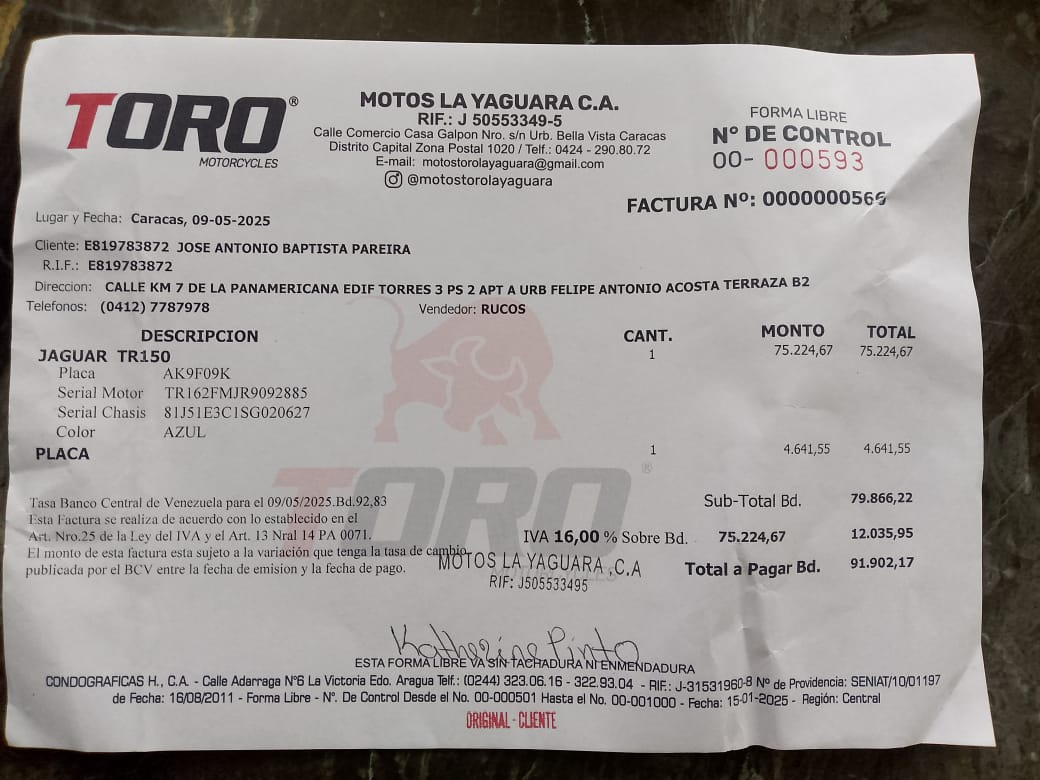 TORO®
MOTORCYCLES
MOTOS LA YAGUARA C.A.
RIF.: J 50553349-5
Calle Comercio Casa Galpon Nro. s/n Urb. Bella Vista Caracas
Distrito Capital Zona Postal 1020 / Telf.: 0424 - 290.80.72
E-mail: motostorolayaguara@gmail.com
@motostorolayaguara
FORMA LIBRE
N° DE CONTROL
00- 000593
FACTURA Nº: 0000000566
Lugar y Fecha: Caracas, 09-05-2025
Cliente: E819783872 JOSE ANTONIO BAPTISTA PAREIRA
R.I.F.: E819783872
Direccion: CALLE KM 7 DE LA PANAMERICANA EDIF TORRES 3 PS 2 APT A URB FELIPE ANTONIO ACOSTA TERRAZA B2
Telefonos: (0412) 7787978 Vendedor: RUCOS
DESCRIPCION CANT. MONTO TOTAL
JAGUAR TR150 1 75.224,67 75.224,67
Placa AK9F09K
Serial Motor TR162FMJR9092885
Serial Chasis 81J51E3C1SG020627
Color AZUL
PLACA 1 4.641,55 4.641,55
TORO®
Tasa Banco Central de Venezuela para el 09/05/2025.Bd.92,83 Sub-Total Bd. 79.866,22
Esta Factura se realiza de acuerdo con lo establecido en el
Art. Nro.25 de la Ley del IVA y el Art. 13 Nral 14 PA 0071. IVA 16,00 % Sobre Bd. 75.224,67 12.035,95
El monto de esta factura esta sujeto a la variación que tenga la tasa de cambio
publicada por el BCV entre la fecha de emision y la fecha de pago. Total a Pagar Bd. 91.902,17
MOTOS LA YAGUARA ,C.A
RIF: J505533495
Katherine Pinto
ESTA FORMA LIBRE VA SIN TACHADURA NI ENMENDADURA
CONDOGRAFICAS H., C.A. - Calle Adarraga N°6 La Victoria Edo. Aragua Telf.: (0244) 323.06.16 - 322.93.04 - RIF.: J-31531960-8 N° de Providencia: SENIAT/10/01197
de Fecha: 16/08/2011 - Forma Libre - N°. De Control Desde el No. 00-000501 Hasta el No. 00-001000 - Fecha: 15-01-2025 - Región: Central
ORIGINAL - CLIENTE